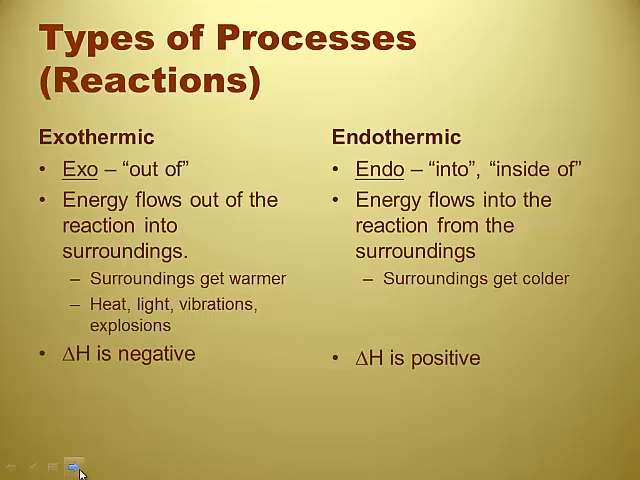 Types of Processes
(Reactions)
Exothermic
• Exo – “out of”
• Energy flows out of the
reaction into
surroundings.
– Surroundings get warmer
– Heat, light, vibrations,
explosions
• ∆H is negative
Endothermic
• Endo – “into”, “inside of”
• Energy flows into the
reaction from the
surroundings
– Surroundings get colder
• ∆H is positive